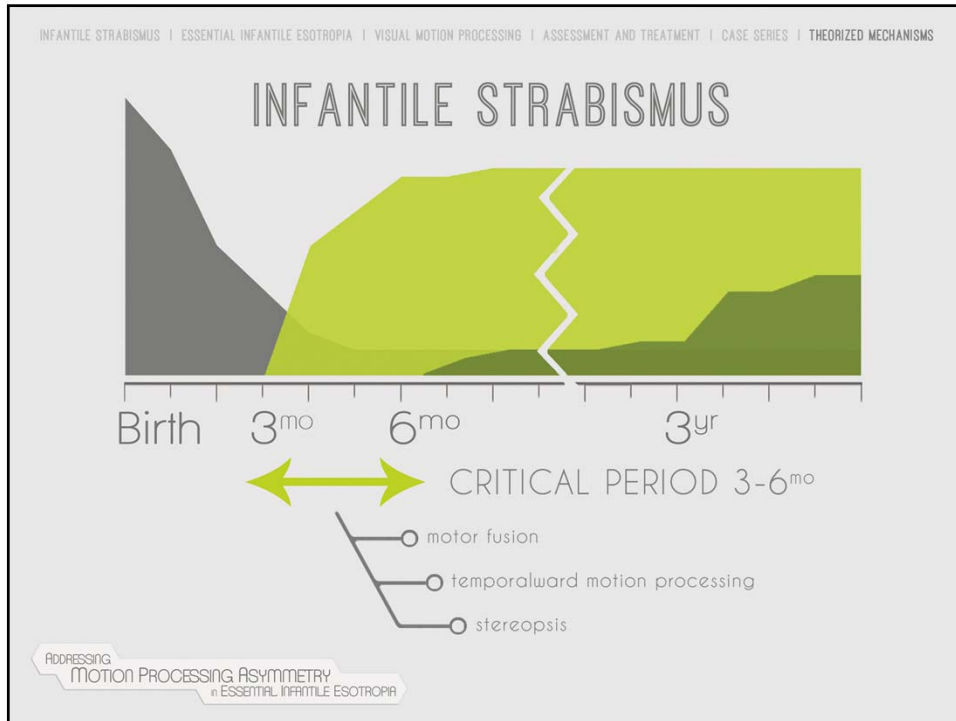 INFANTILE STRABISMUS | ESSENTIAL INFANTILE ESOTROPIA | VISUAL MOTION PROCESSING | ASSESSMENT AND TREATMENT | CASE SERIES | THEORIZED MECHANISMS
INFANTILE STRABISMUS
Birth 3mo 6mo 3yr
CRITICAL PERIOD 3-6mo
motor fusion
temporalward motion processing
stereopsis
ADDRESSING
MOTION PROCESSING ASYMMETRY
IN ESSENTIAL INFANTILE ESOTROPIA